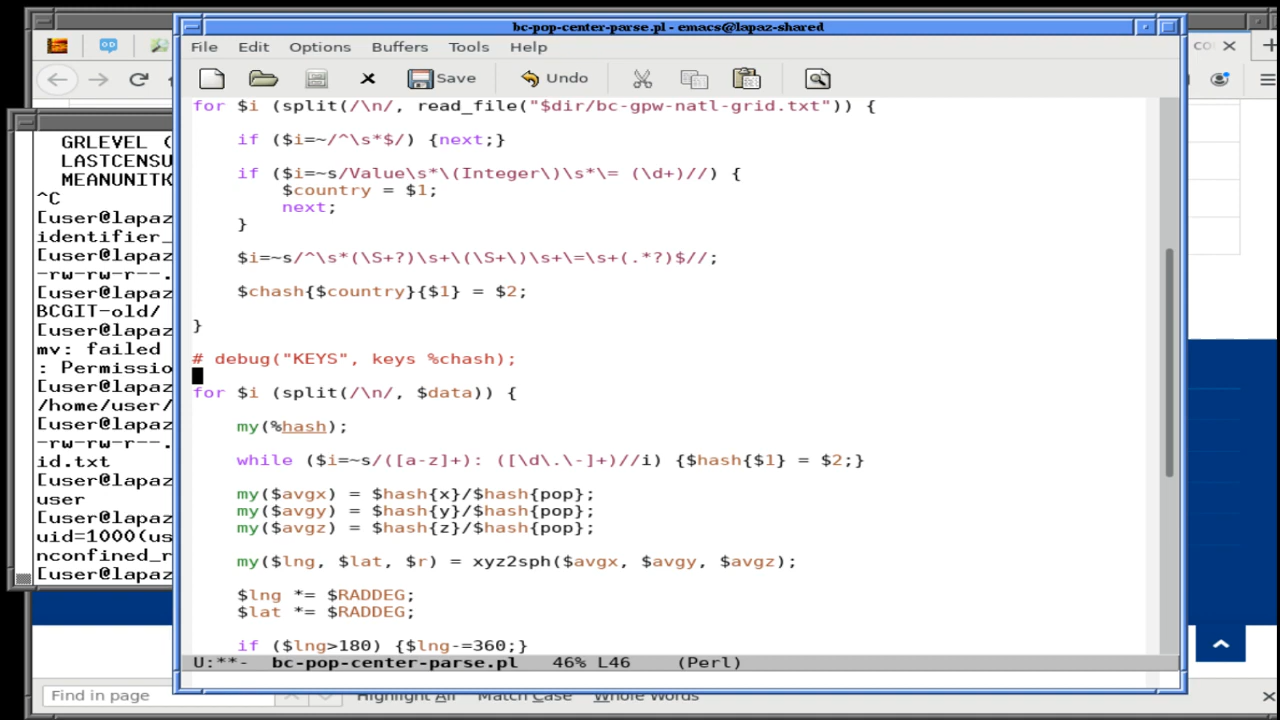 bc-pop-center-parse.pl - emacs@lapaz-shared
File Edit Options Buffers Tools Help
Save Undo
for $i (split(/\n/, read_file("$dir/bc-gpw-natl-grid.txt")) {
if ($i=~/^\s*$/) {next;}
if ($i=~s/Value\s*\(Integer\)\s*\= (\d+)//) {
$country = $1;
next;
}
$i=~s/^\s*(\S+?)\s+\(\S+\)\s+\=\s+(.*?)$//;
$chash{$country}{$1} = $2;
}
# debug("KEYS", keys %chash);
for $i (split(/\n/, $data)) {
my(%hash);
while ($i=~s/([a-z]+): ([\d\.\-]+)//i) {$hash{$1} = $2;}
my($avgx) = $hash{x}/$hash{pop};
my($avgy) = $hash{y}/$hash{pop};
my($avgz) = $hash{z}/$hash{pop};
my($lng, $lat, $r) = xyz2sph($avgx, $avgy, $avgz);
$lng *= $RADDEG;
$lat *= $RADDEG;
if ($lng>180) {$lng-=360;}
U:**- bc-pop-center-parse.pl 46% L46 (Perl)
GRLEVEL (
LASTCENSU
MEANUNITK
^C
[user@lapaz
identifier_
[user@lapaz
-rw-rw-r--.
[user@lapaz
BCGIT-old/
[user@lapaz
mv: failed
: Permissio
[user@lapaz
/home/user/
[user@lapaz
-rw-rw-r--.
id.txt
[user@lapaz
user
[user@lapaz
uid=1000(us
nconfined_r
[user@lapaz
Find in page Highlight All Match Case Whole Words